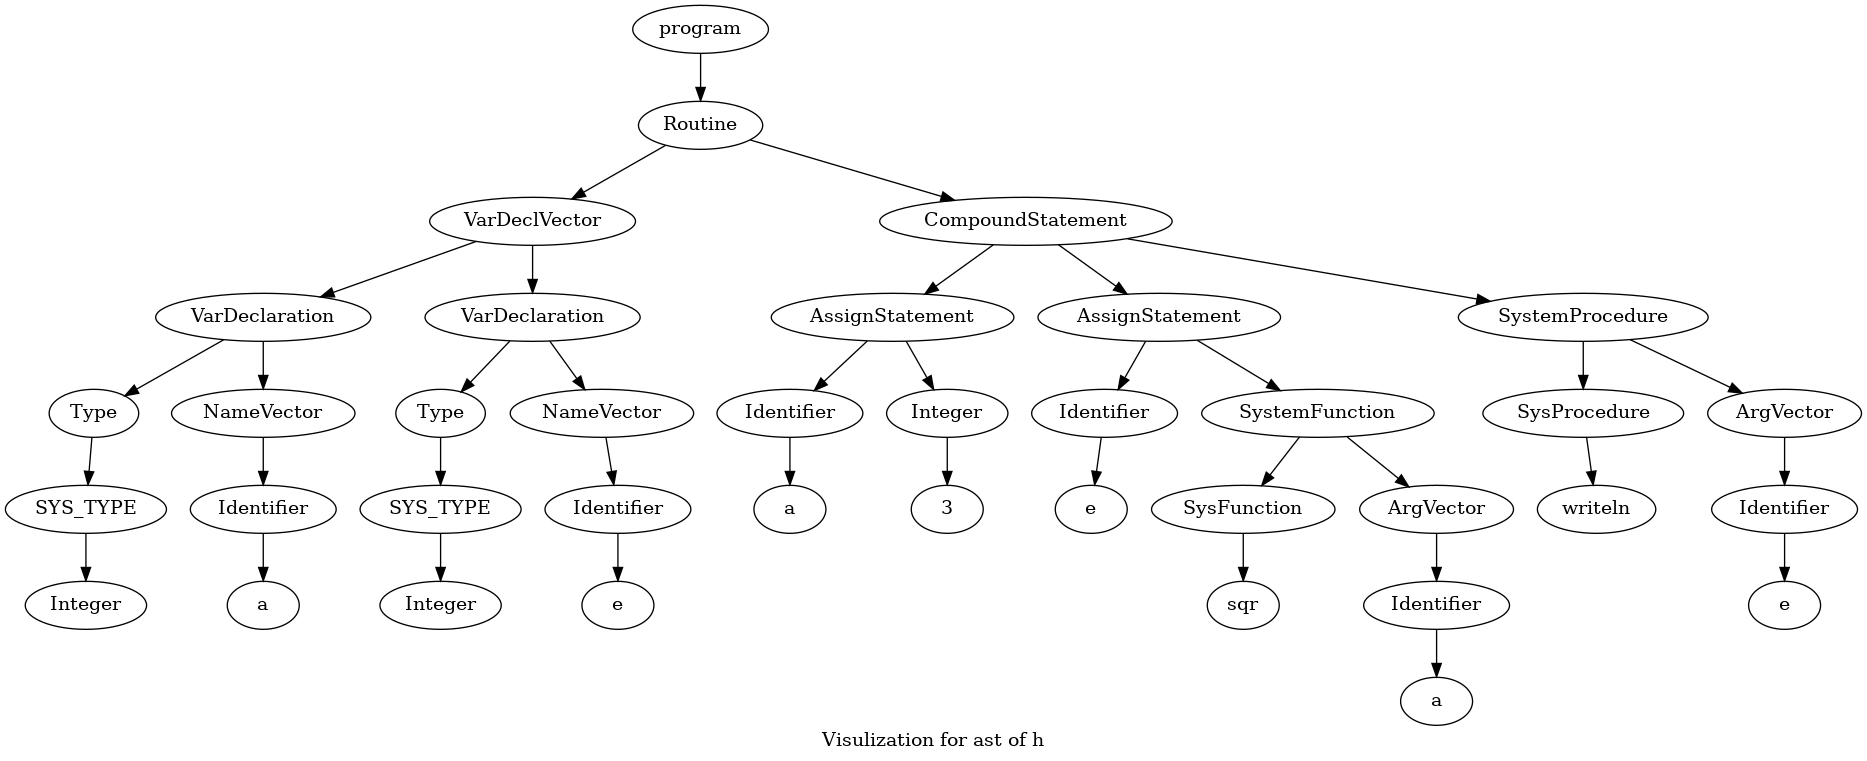 program
Routine
VarDeclVector
CompoundStatement
VarDeclaration
VarDeclaration
AssignStatement
AssignStatement
SystemProcedure
Type
NameVector
Type
NameVector
Identifier
Integer
Identifier
SystemFunction
SysProcedure
ArgVector
SYS_TYPE
Identifier
SYS_TYPE
Identifier
a
3
e
SysFunction
ArgVector
writeln
Identifier
Integer
a
Integer
e
sqr
Identifier
e
a
Visulization for ast of h